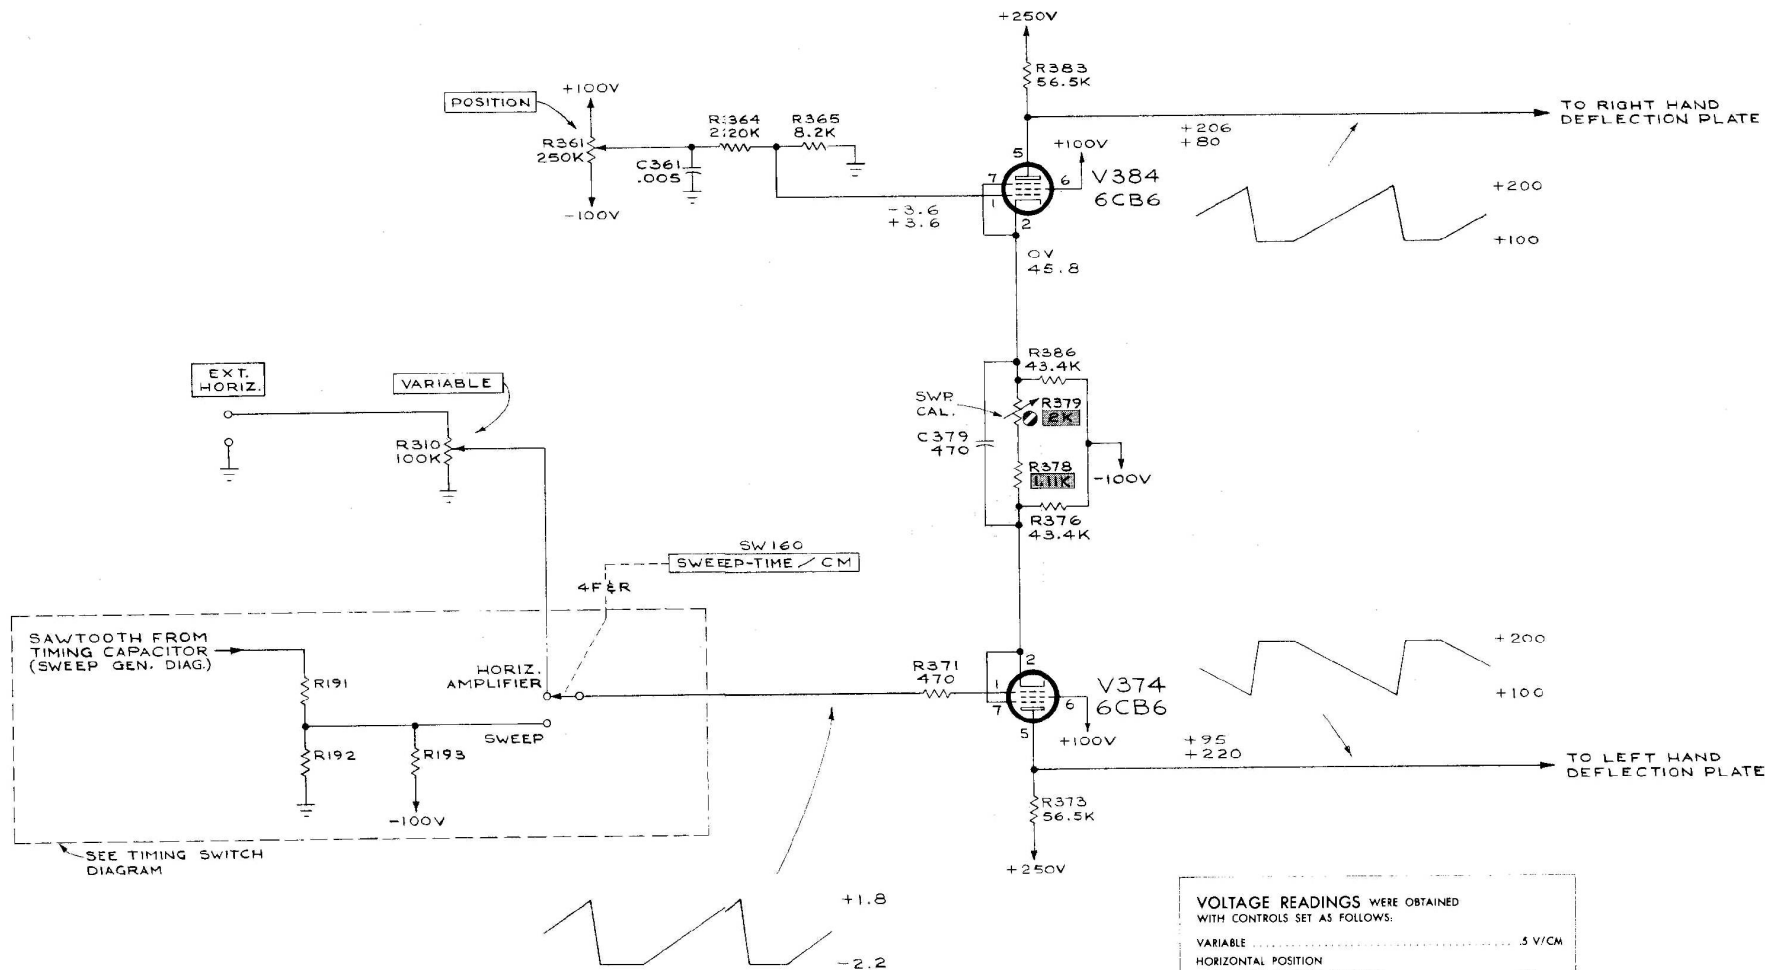 +250V
R383
56.5K
TO RIGHT HAND
DEFLECTION PLATE
+206
+80
POSITION
+100V
R361
250K
-100V
R364
220K
R365
8.2K
C361
.005
-3.6
+3.6
5
7
1
6
2
+100V
V384
6CB6
+200
+100
0V
45.8
EXT.
HORIZ.
VARIABLE
R310
100K
R386
43.4K
SWP.
CAL.
R379
2K
C379
470
R378
1.11K
-100V
R376
43.4K
SW160
SWEEP-TIME / CM
4F&R
SAWTOOTH FROM
TIMING CAPACITOR
(SWEEP GEN. DIAG.)
R191
R192
R193
-100V
HORIZ.
AMPLIFIER
SWEEP
SEE TIMING SWITCH
DIAGRAM
R371
470
2
1
7
6
5
V374
6CB6
+100V
+200
+100
+95
+220
TO LEFT HAND
DEFLECTION PLATE
R373
56.5K
+250V
+1.8
-2.2
VOLTAGE READINGS WERE OBTAINED
WITH CONTROLS SET AS FOLLOWS:
VARIABLE .5 V/CM
HORIZONTAL POSITION